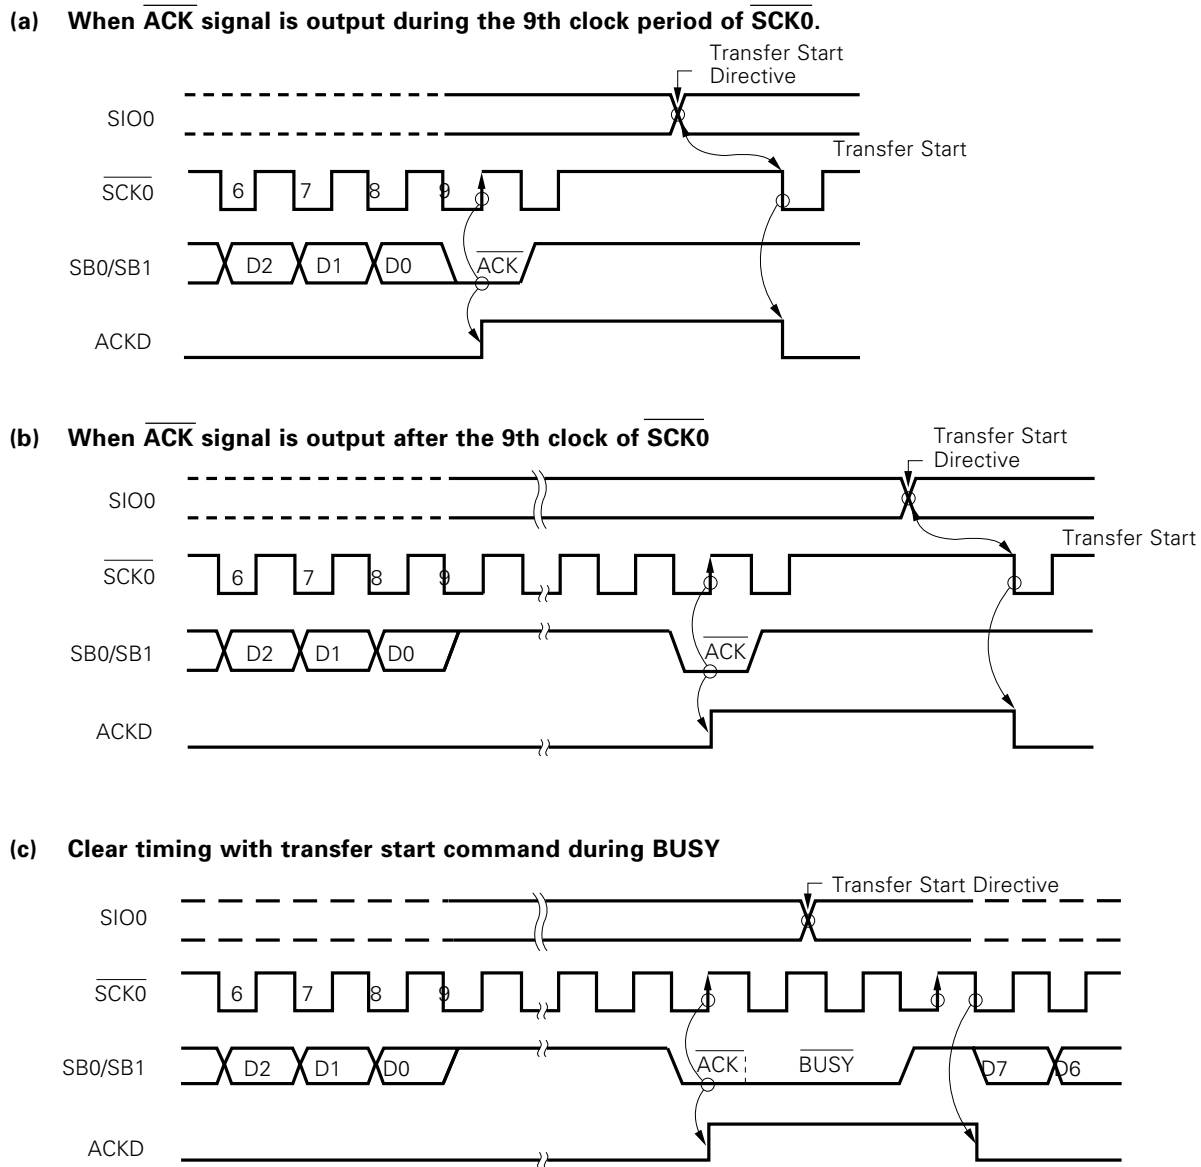 (a) When ACK signal is output during the 9th clock period of SCK0.
Transfer Start
Directive
SIO0
Transfer Start
SCK0
6 7 8 9
SB0/SB1
D2 D1 D0 ACK
ACKD
(b) When ACK signal is output after the 9th clock of SCK0
Transfer Start
Directive
SIO0
Transfer Start
SCK0
6 7 8 9
SB0/SB1
D2 D1 D0 ACK
ACKD
(c) Clear timing with transfer start command during BUSY
Transfer Start Directive
SIO0
SCK0
6 7 8 9
SB0/SB1
D2 D1 D0 ACK BUSY D7 D6
ACKD